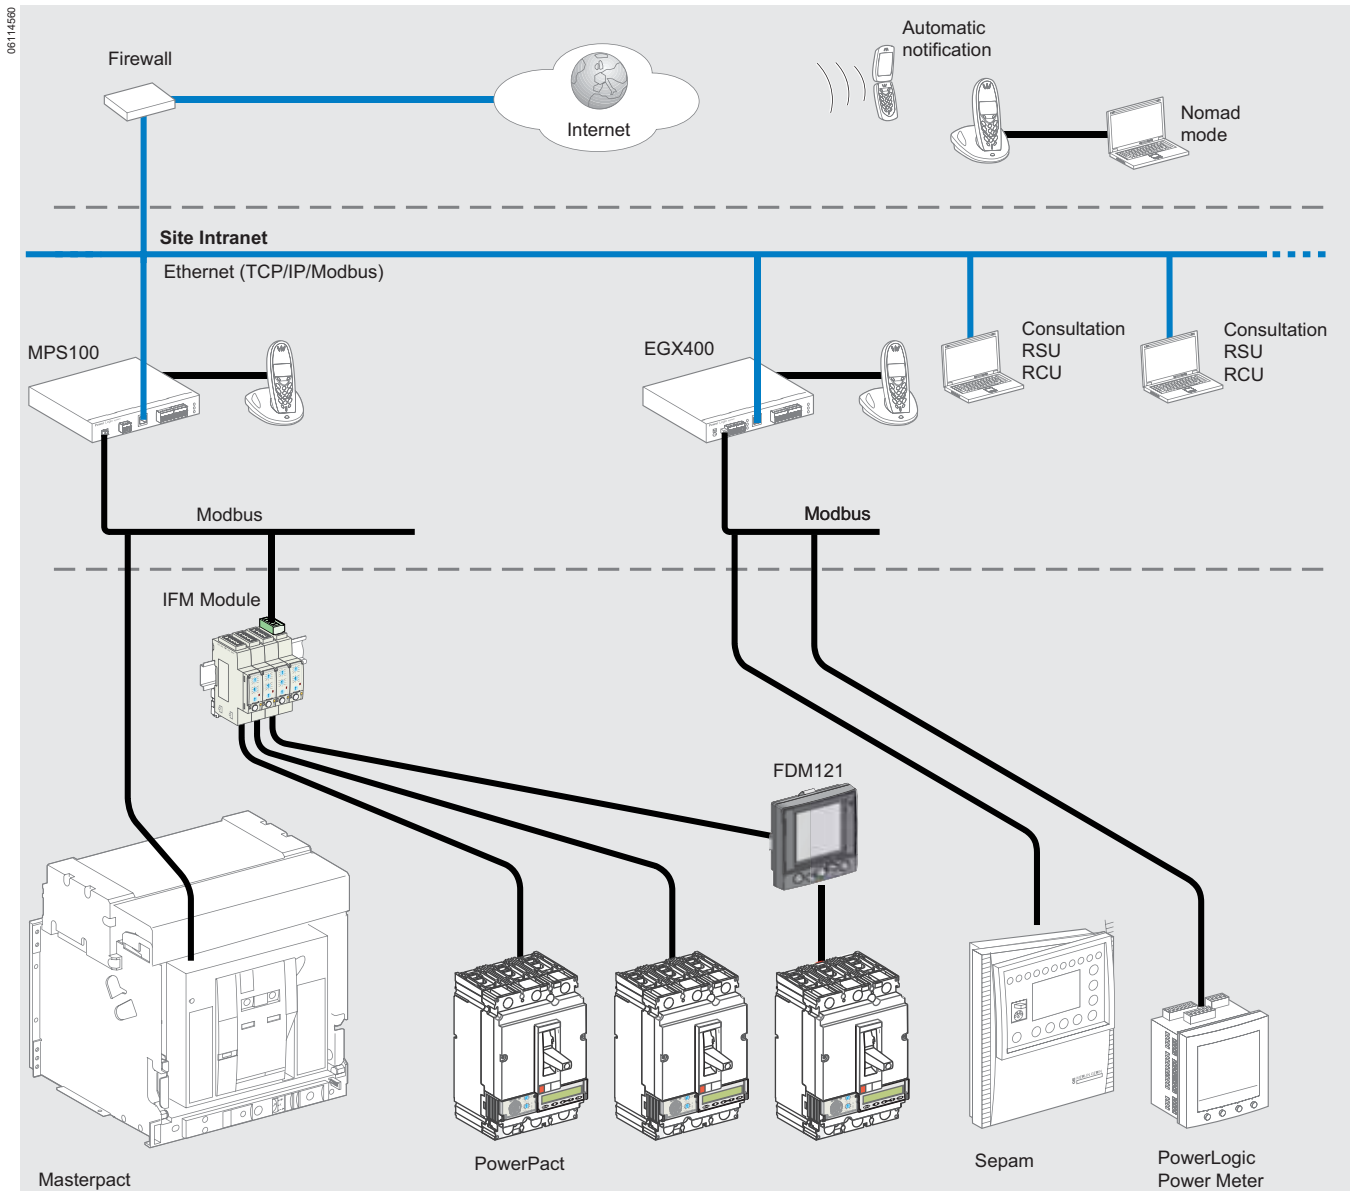 06114560
Firewall
Internet
Automatic
notification
Nomad
mode
Site Intranet
Ethernet (TCP/IP/Modbus)
MPS100
EGX400
Consultation
RSU
RCU
Consultation
RSU
RCU
Modbus
Modbus
IFM Module
FDM121
Masterpact
PowerPact
Sepam
PowerLogic
Power Meter